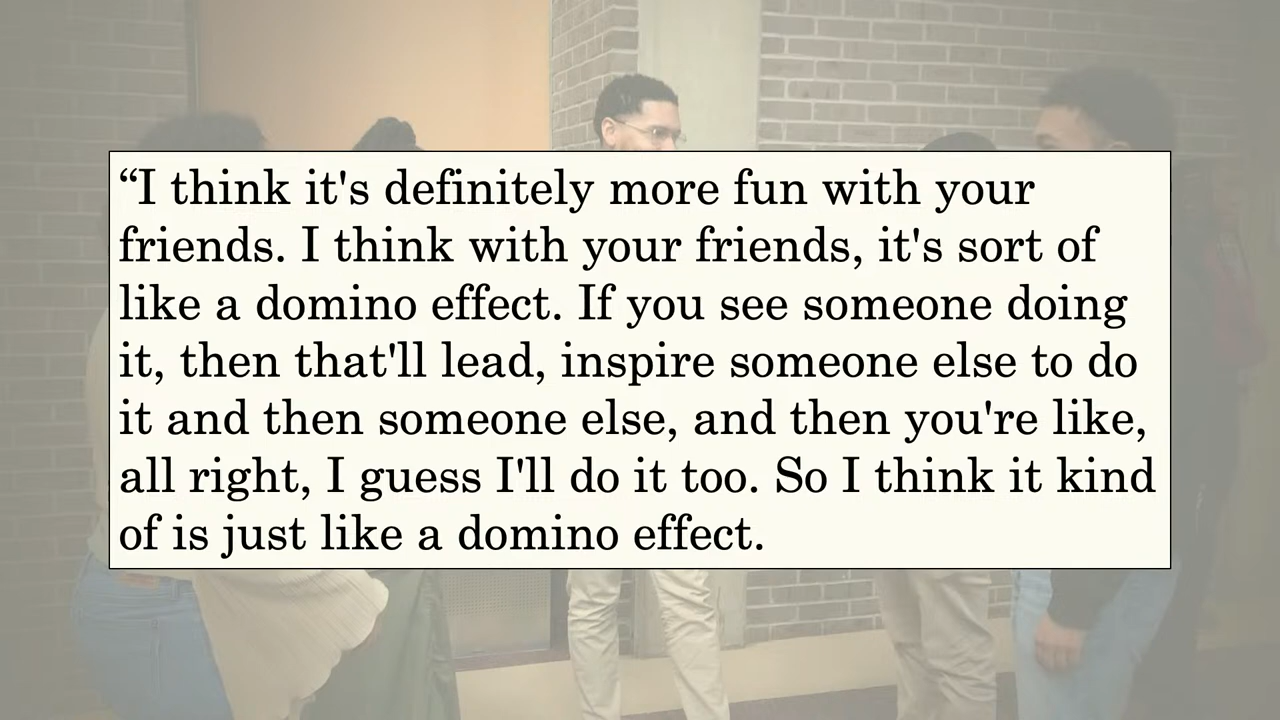 “I think it's definitely more fun with your
friends. I think with your friends, it's sort of
like a domino effect. If you see someone doing
it, then that'll lead, inspire someone else to do
it and then someone else, and then you're like,
all right, I guess I'll do it too. So I think it kind
of is just like a domino effect.